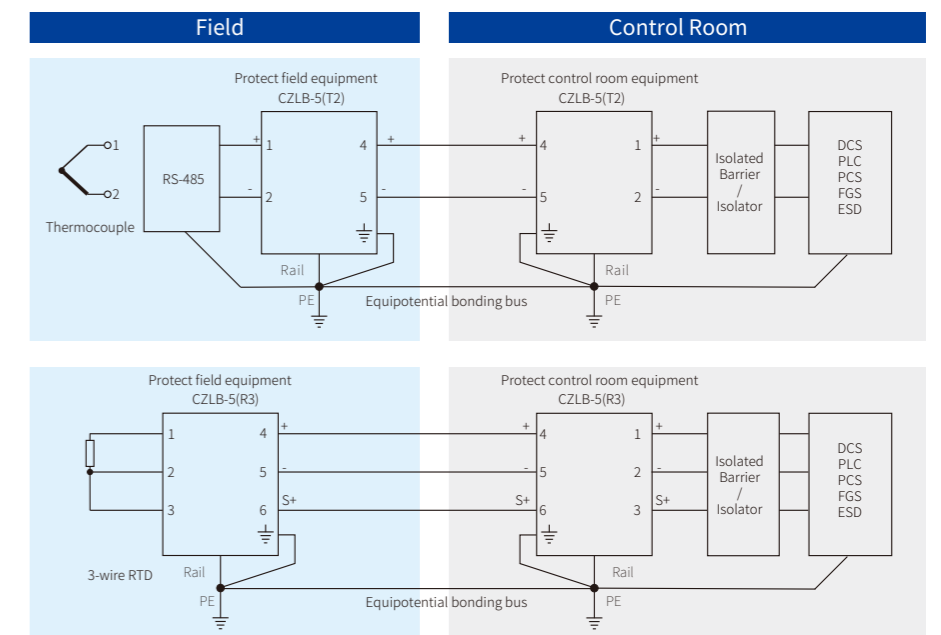 Field
Control Room
Protect field equipment
CZLB-5(T2)
Protect control room equipment
CZLB-5(T2)
1
2
Thermocouple
RS-485
+
-
1
2
4
5
+
-
Rail
PE
Equipotential bonding bus
+
-
4
5
1
2
+
-
Rail
PE
Isolated
Barrier
/
Isolator
DCS
PLC
PCS
FGS
ESD
Protect field equipment
CZLB-5(R3)
Protect control room equipment
CZLB-5(R3)
3-wire RTD
1
2
3
4
5
6
+
-
S+
Rail
PE
Equipotential bonding bus
+
-
S+
4
5
6
1
2
3
+
-
S+
Rail
PE
Isolated
Barrier
/
Isolator
DCS
PLC
PCS
FGS
ESD